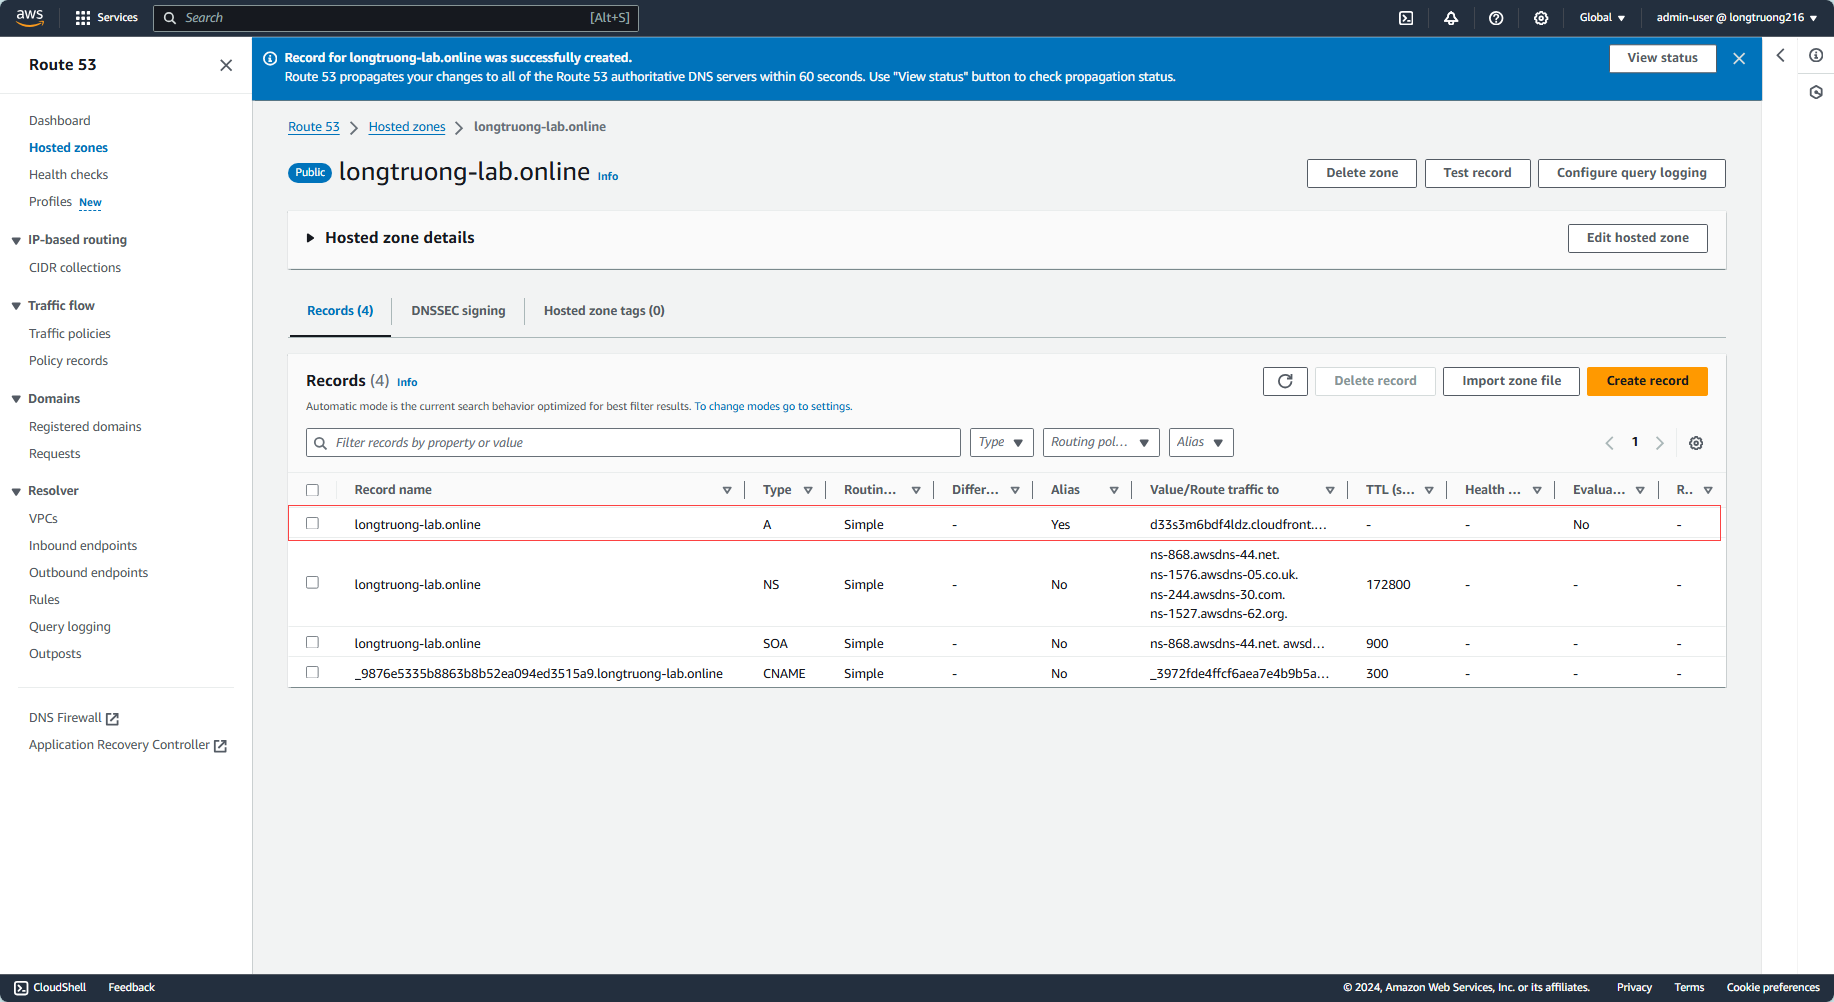 aws
Services
Search
[Alt+S]
Global
admin-user @ longtruong216
Route 53
Dashboard
Hosted zones
Health checks
Profiles New
IP-based routing
CIDR collections
Traffic flow
Traffic policies
Policy records
Domains
Registered domains
Requests
Resolver
VPCs
Inbound endpoints
Outbound endpoints
Rules
Query logging
Outposts
DNS Firewall
Application Recovery Controller
Record for longtruong-lab.online was successfully created.
Route 53 propagates your changes to all of the Route 53 authoritative DNS servers within 60 seconds. Use "View status" button to check propagation status.
View status
Route 53
Hosted zones
longtruong-lab.online
Public longtruong-lab.online Info
Delete zone
Test record
Configure query logging
Hosted zone details
Edit hosted zone
Records (4)
DNSSEC signing
Hosted zone tags (0)
Records (4) Info
Delete record
Import zone file
Create record
Automatic mode is the current search behavior optimized for best filter results. To change modes go to settings.
Filter records by property or value
Type
Routing pol...
Alias
1
Record name Type Routin... Differ... Alias Value/Route traffic to TTL (s... Health ... Evalua... R..
longtruong-lab.online A Simple - Yes d33s3m6bdf4ldz.cloudfront.... - - No -
longtruong-lab.online NS Simple - No ns-868.awsdns-44.net.
ns-1576.awsdns-05.co.uk.
ns-244.awsdns-30.com.
ns-1527.awsdns-62.org.
172800 - - -
longtruong-lab.online SOA Simple - No ns-868.awsdns-44.net. awsd... 900 - - -
_9876e5335b8863b8b52ea094ed3515a9.longtruong-lab.online CNAME Simple - No _3972fde4ffcf6aea7e4b9b5a... 300 - - -
CloudShell
Feedback
© 2024, Amazon Web Services, Inc. or its affiliates.
Privacy
Terms
Cookie preferences